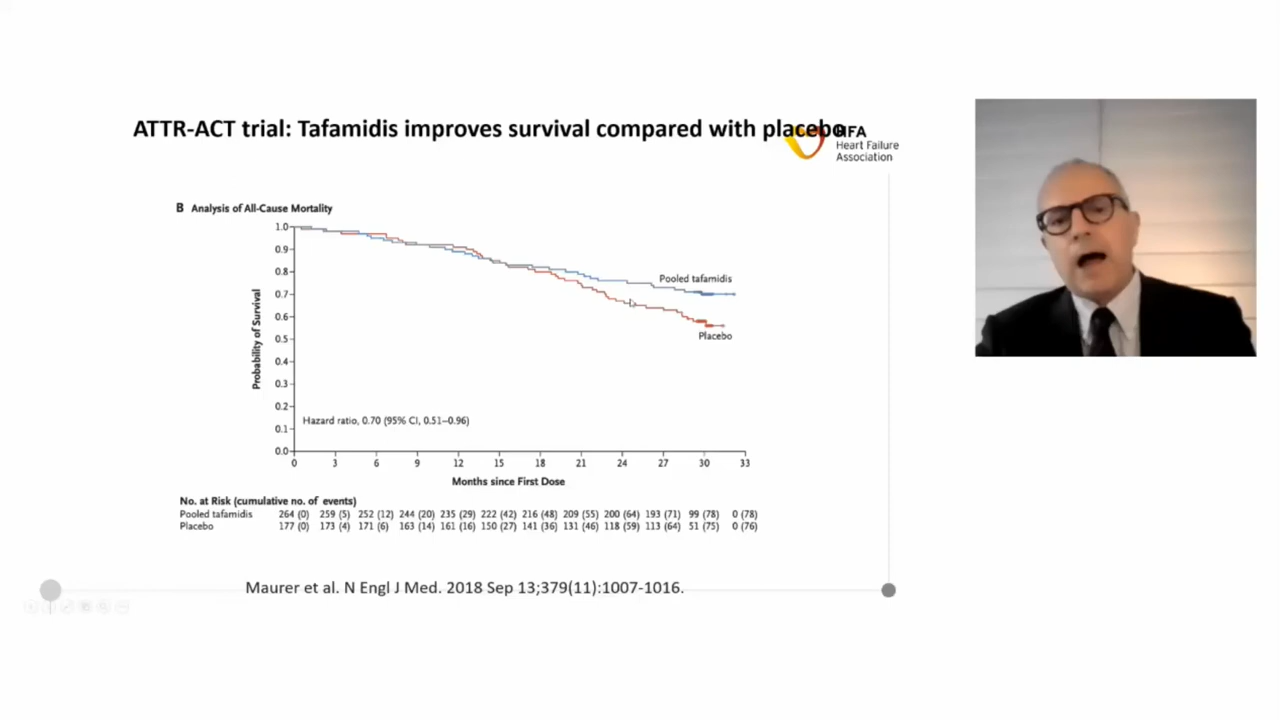 ATTR-ACT trial: Tafamidis improves survival compared with placebo
HFA
Heart Failure
Association
B Analysis of All-Cause Mortality
Probability of Survival
1.0
0.9
0.8
0.7
0.6
0.5
0.4
0.3
0.2
0.1
0.0
Pooled tafamidis
Placebo
Hazard ratio, 0.70 (95% CI, 0.51–0.96)
0 3 6 9 12 15 18 21 24 27 30 33
Months since First Dose
No. at Risk (cumulative no. of events)
Pooled tafamidis 264 (0) 259 (5) 252 (12) 244 (20) 235 (29) 222 (42) 216 (48) 209 (55) 200 (64) 193 (71) 99 (78) 0 (78)
Placebo 177 (0) 173 (4) 171 (6) 163 (14) 161 (16) 150 (27) 141 (36) 131 (46) 118 (59) 113 (64) 51 (75) 0 (76)
Maurer et al. N Engl J Med. 2018 Sep 13;379(11):1007-1016.